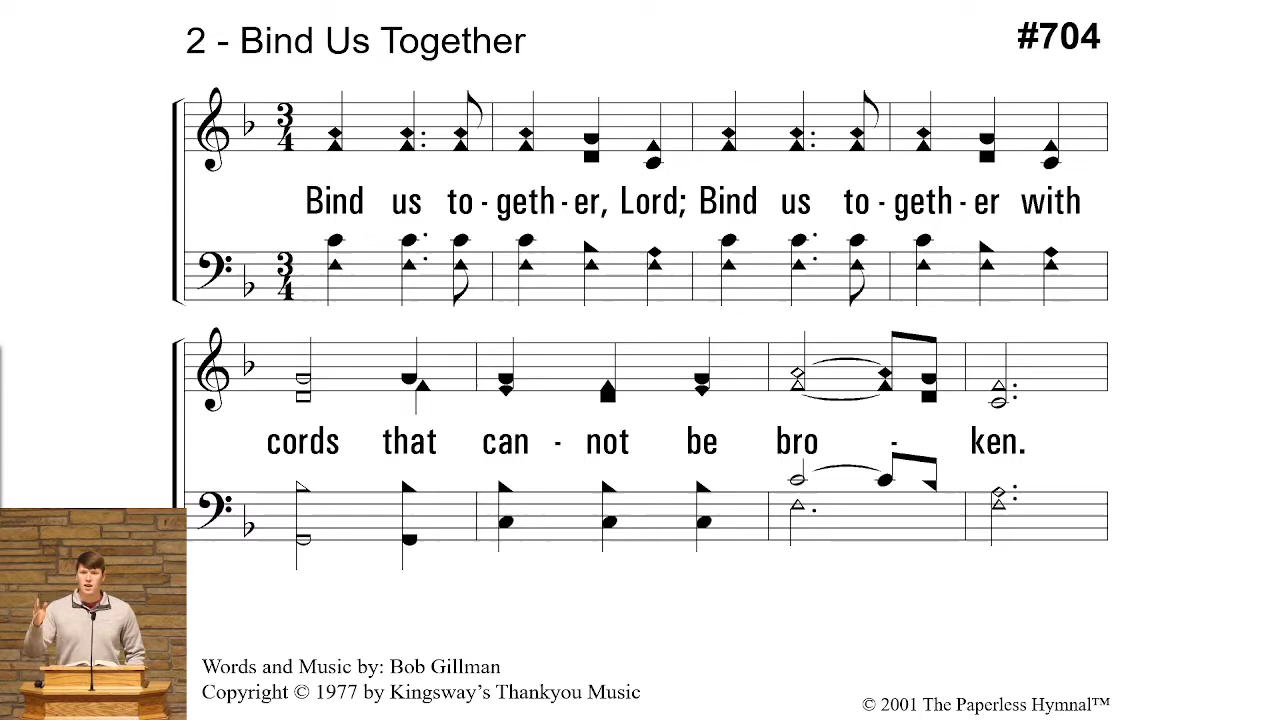 2 - Bind Us Together
#704
3
4
Bind us to - geth - er, Lord; Bind us to - geth - er with
3
4
cords that can - not be bro - ken.
Words and Music by: Bob Gillman
Copyright © 1977 by Kingsway's Thankyou Music
© 2001 The Paperless Hymnal™